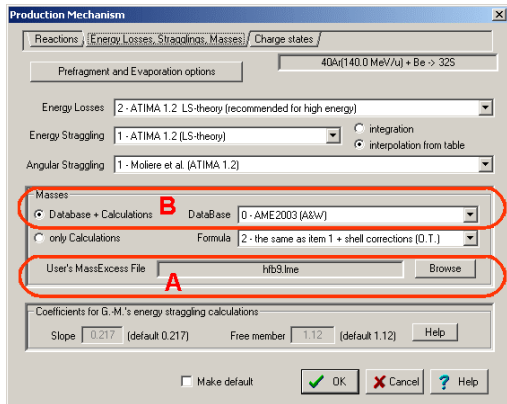 Production Mechanism
Reactions Energy Losses, Stragglings, Masses Charge states
Prefragment and Evaporation options
40Ar(140.0 MeV/u) + Be -> 32S
Energy Losses 2 - ATIMA 1.2 LS-theory (recommended for high energy)
Energy Straggling 1 - ATIMA 1.2 (LS-theory)
integration
interpolation from table
Angular Straggling 1 - Moliere et al. (ATIMA 1.2)
Masses
Database + Calculations B DataBase 0 - AME2003 (A&W)
only Calculations Formula 2 - the same as item 1 + shell corrections (O.T.)
User's MassExcess File hfb9.lme Browse
A
Coefficients for G.-M.'s energy straggling calculations
Slope 0.217 (default 0.217) Free member 1.12 (default 1.12) Help
Make default OK Cancel Help